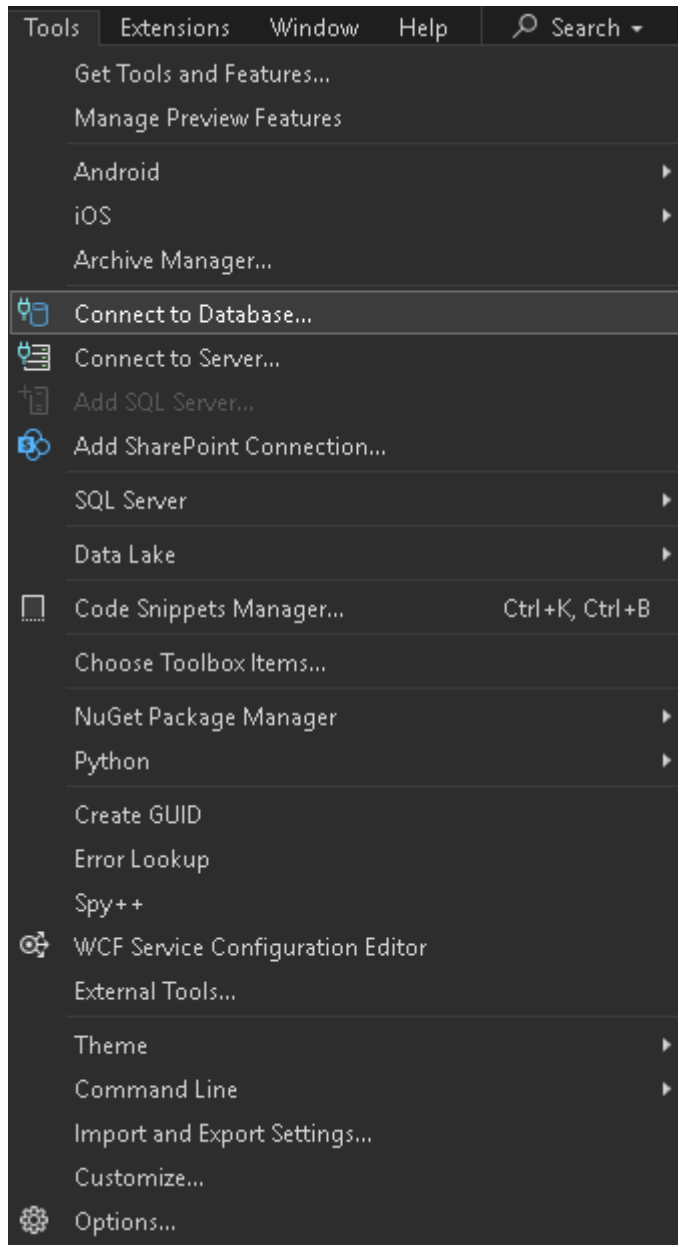 Tools Extensions Window Help Search
Get Tools and Features...
Manage Preview Features
Android
iOS
Archive Manager...
Connect to Database...
Connect to Server...
Add SQL Server...
Add SharePoint Connection...
SQL Server
Data Lake
Code Snippets Manager... Ctrl+K, Ctrl+B
Choose Toolbox Items...
NuGet Package Manager
Python
Create GUID
Error Lookup
Spy++
WCF Service Configuration Editor
External Tools...
Theme
Command Line
Import and Export Settings...
Customize...
Options...